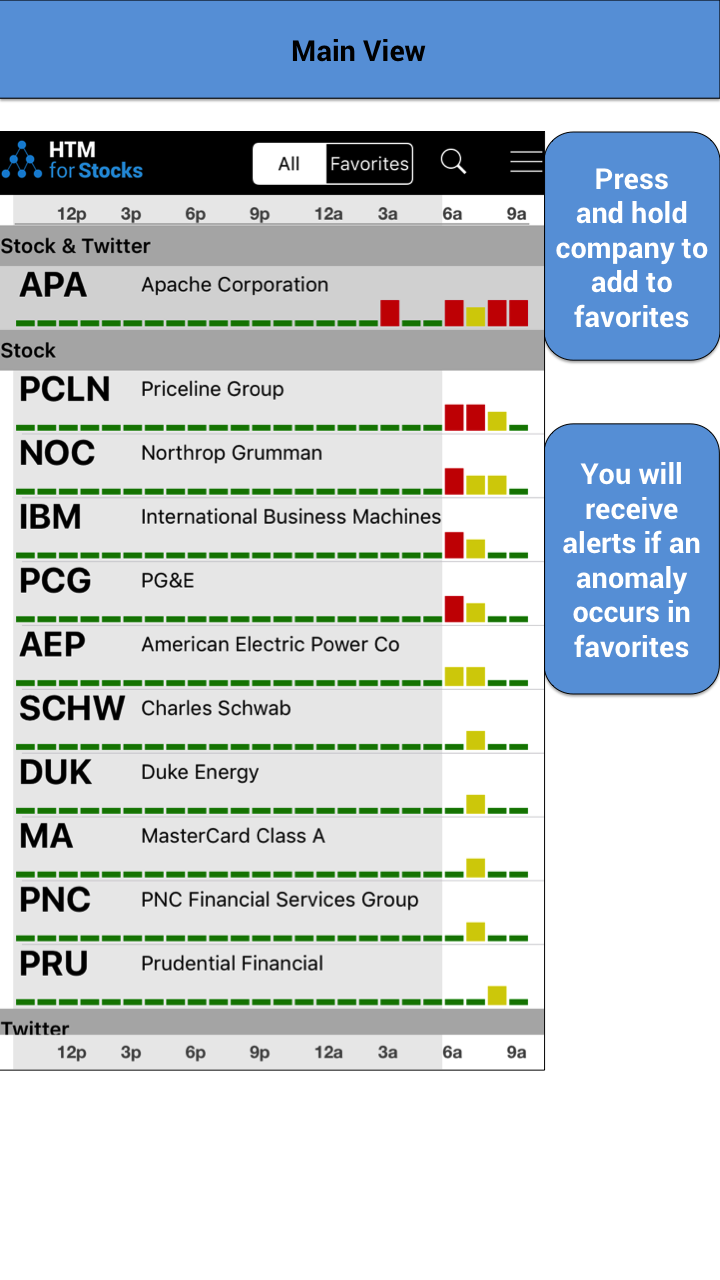 Main View
HTM
for Stocks
All
Favorites
12p 3p 6p 9p 12a 3a 6a 9a
Stock & Twitter
APA Apache Corporation
Stock
PCLN Priceline Group
NOC Northrop Grumman
IBM International Business Machines
PCG PG&E
AEP American Electric Power Co
SCHW Charles Schwab
DUK Duke Energy
MA MasterCard Class A
PNC PNC Financial Services Group
PRU Prudential Financial
Twitter
12p 3p 6p 9p 12a 3a 6a 9a
Press
and hold
company to
add to
favorites
You will
receive
alerts if an
anomaly
occurs in
favorites